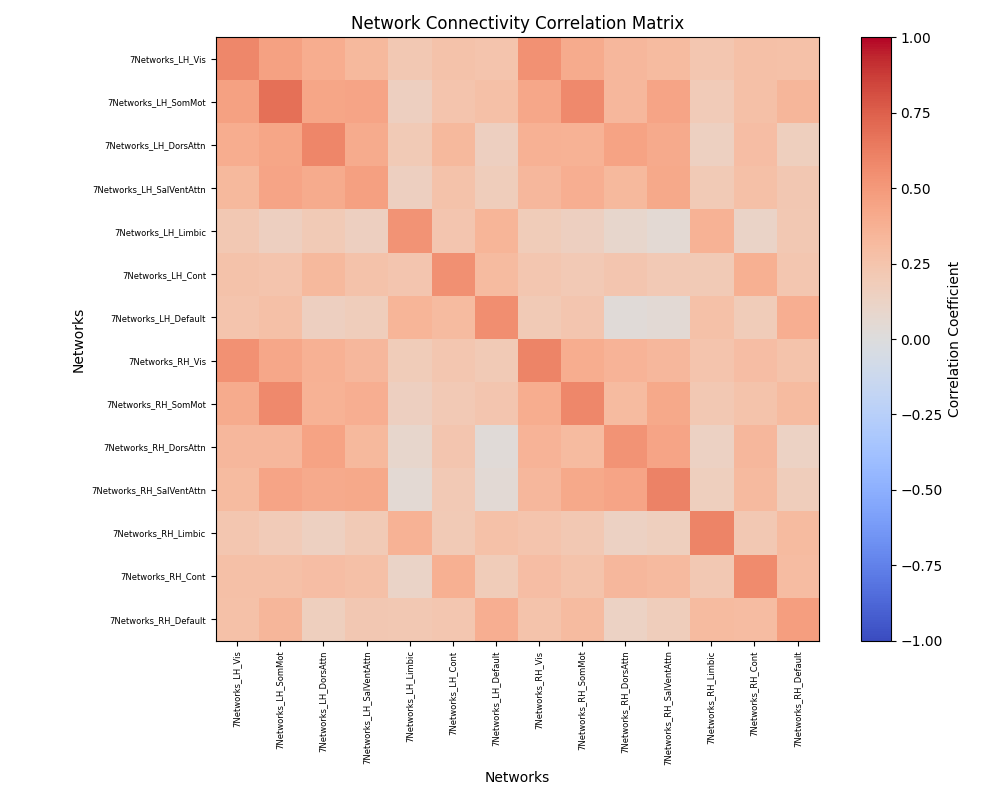 Network Connectivity Correlation Matrix
7Networks_LH_Vis
7Networks_LH_SomMot
7Networks_LH_DorsAttn
7Networks_LH_SalVentAttn
7Networks_LH_Limbic
7Networks_LH_Cont
7Networks_LH_Default
7Networks_RH_Vis
7Networks_RH_SomMot
7Networks_RH_DorsAttn
7Networks_RH_SalVentAttn
7Networks_RH_Limbic
7Networks_RH_Cont
7Networks_RH_Default
Networks
7Networks_LH_Vis
7Networks_LH_SomMot
7Networks_LH_DorsAttn
7Networks_LH_SalVentAttn
7Networks_LH_Limbic
7Networks_LH_Cont
7Networks_LH_Default
7Networks_RH_Vis
7Networks_RH_SomMot
7Networks_RH_DorsAttn
7Networks_RH_SalVentAttn
7Networks_RH_Limbic
7Networks_RH_Cont
7Networks_RH_Default
Networks
1.00
0.75
0.50
0.25
0.00
−0.25
−0.50
−0.75
−1.00
Correlation Coefficient